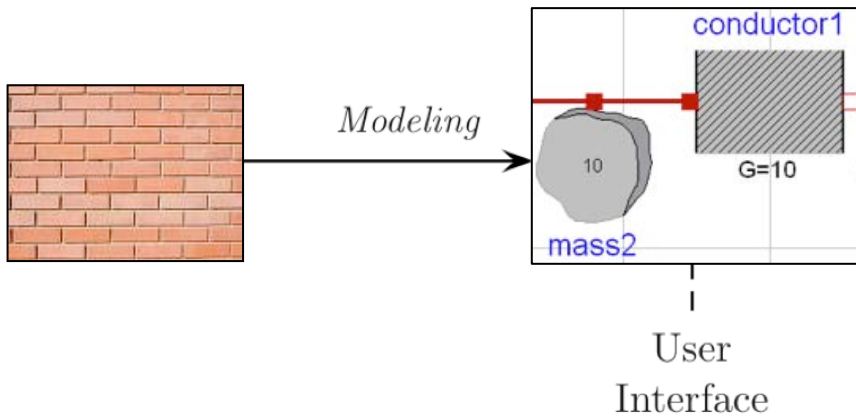 conductor1
Modeling
10
G=10
mass2
User
Interface